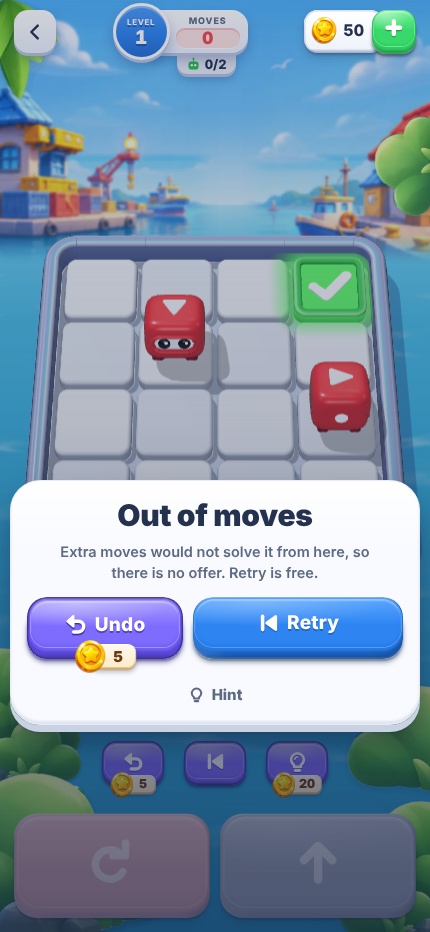 LEVEL
1
MOVES
0
0/2
50
Out of moves
Extra moves would not solve it from here, so
there is no offer. Retry is free.
Undo
5
Retry
Hint
5
20